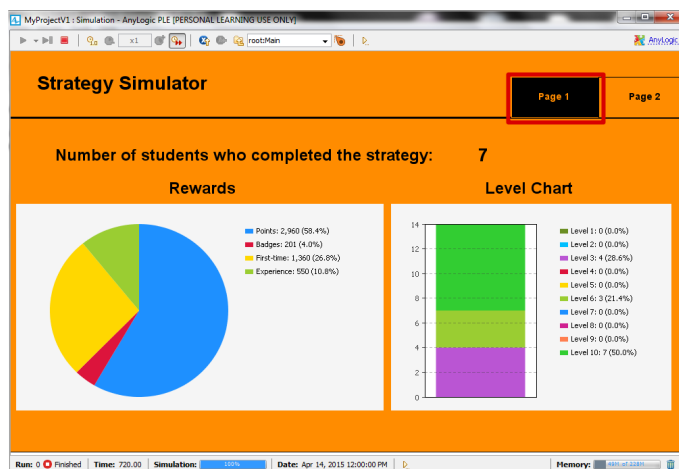 MyProjectV1 : Simulation - AnyLogic PLE [PERSONAL LEARNING USE ONLY]
x1 root:Main AnyLogic
Strategy Simulator
Page 1 Page 2
Number of students who completed the strategy: 7
Rewards
Points: 2,960 (58.4%)
Badges: 201 (4.0%)
First-time: 1,360 (26.8%)
Experience: 550 (10.8%)
Level Chart
14
12
10
8
6
4
2
0
Level 1: 0 (0.0%)
Level 2: 0 (0.0%)
Level 3: 4 (28.6%)
Level 4: 0 (0.0%)
Level 5: 0 (0.0%)
Level 6: 3 (21.4%)
Level 7: 0 (0.0%)
Level 8: 0 (0.0%)
Level 9: 0 (0.0%)
Level 10: 7 (50.0%)
Run: 0 Finished Time: 720.00 Simulation: 100% Date: Apr 14, 2015 12:00:00 PM Memory: